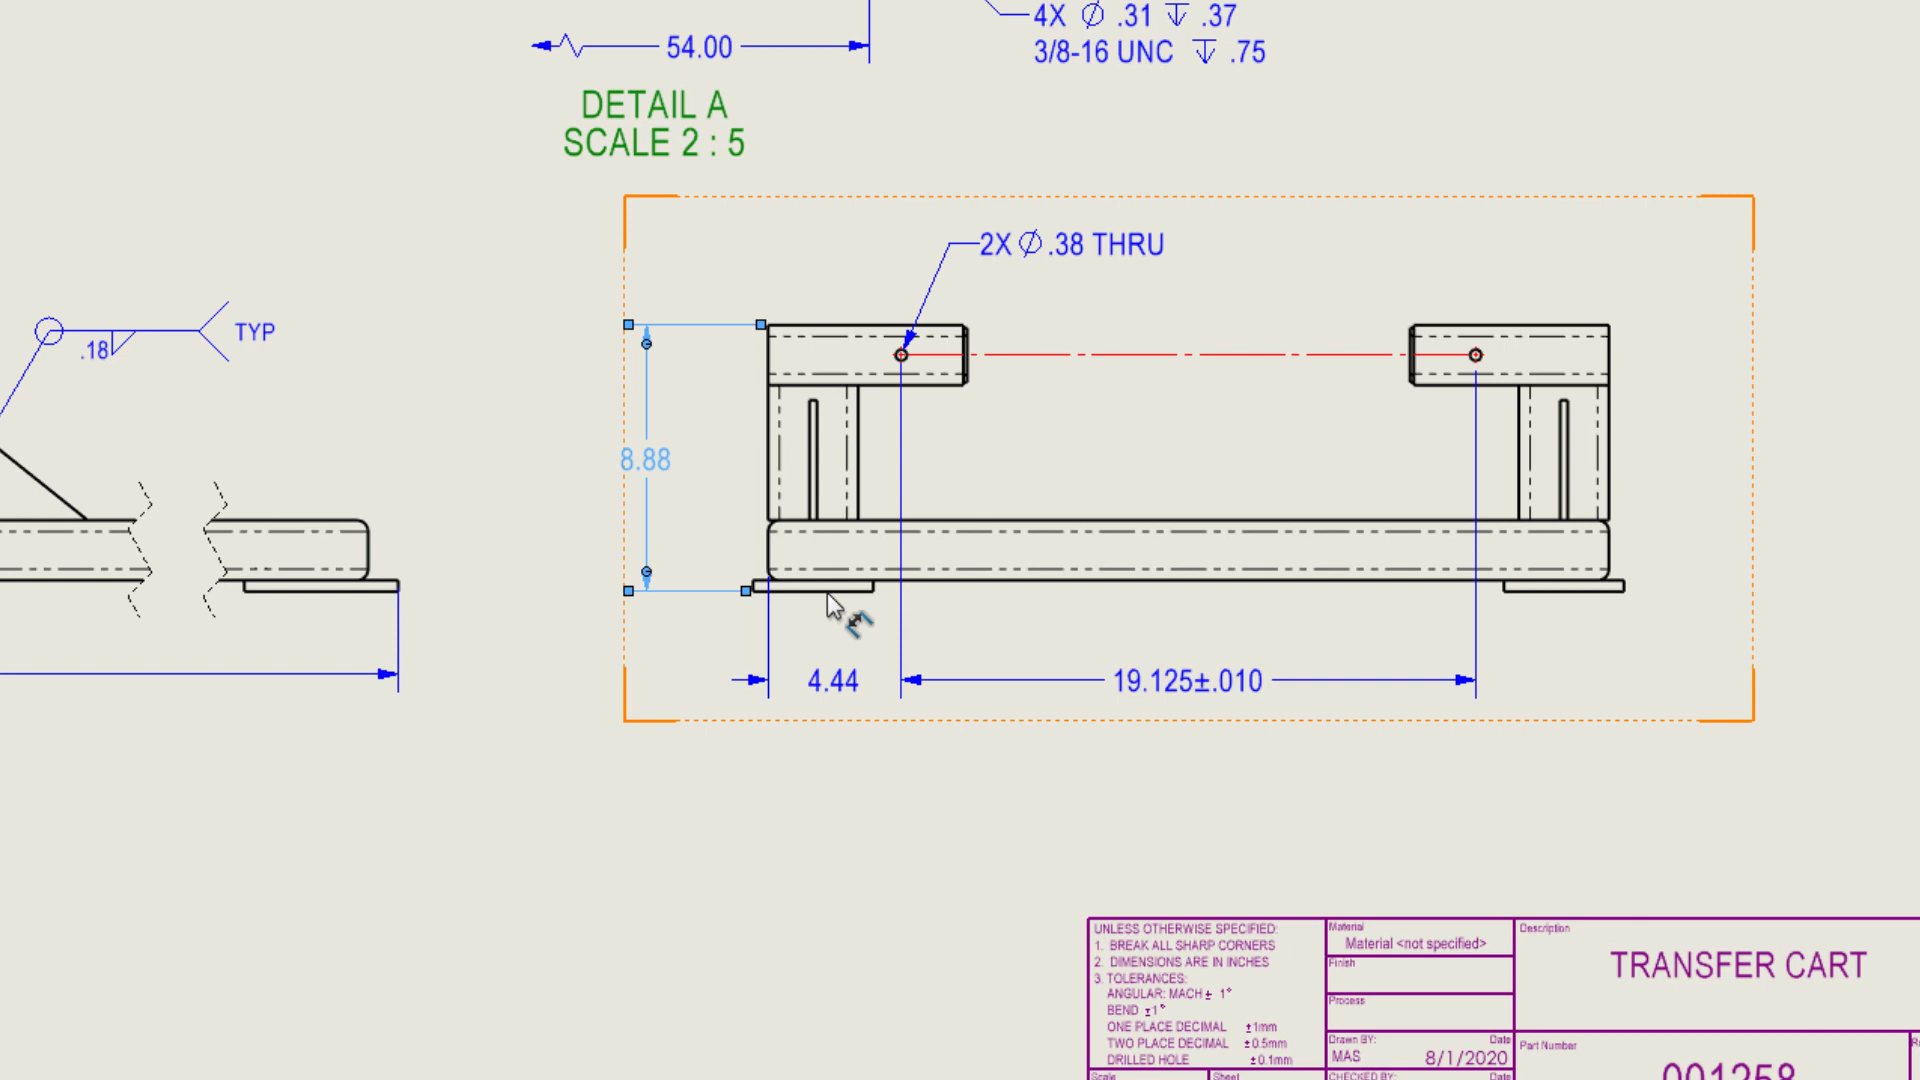 4X Ø .31 ↧ .37
3/8-16 UNC ↧ .75
54.00
DETAIL A
SCALE 2 : 5
2X Ø .38 THRU
.18
TYP
8.88
4.44
19.125±.010
UNLESS OTHERWISE SPECIFIED:
1. BREAK ALL SHARP CORNERS
2. DIMENSIONS ARE IN INCHES
3. TOLERANCES:
ANGULAR: MACH ± 1°
BEND ±1°
ONE PLACE DECIMAL ±1mm
TWO PLACE DECIMAL ±0.5mm
DRILLED HOLE ±0.1mm
Scale
Sheet
Material
Material <not specified>
Finish
Process
Drawn BY: Date
MAS 8/1/2020
CHECKED BY: Date
Description
TRANSFER CART
Part Number
001258